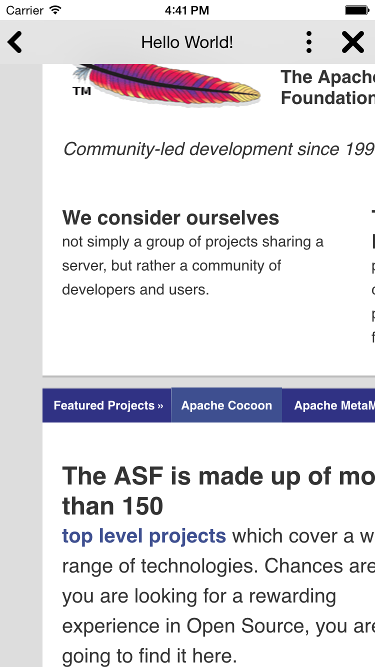 Carrier 4:41 PM
Hello World!
TM
The Apache
Foundation
Community-led development since 199
We consider ourselves
not simply a group of projects sharing a
server, but rather a community of
developers and users.
Featured Projects » Apache Cocoon Apache MetaM
The ASF is made up of mo
than 150
top level projects which cover a w
range of technologies. Chances are
you are looking for a rewarding
experience in Open Source, you are
going to find it here.